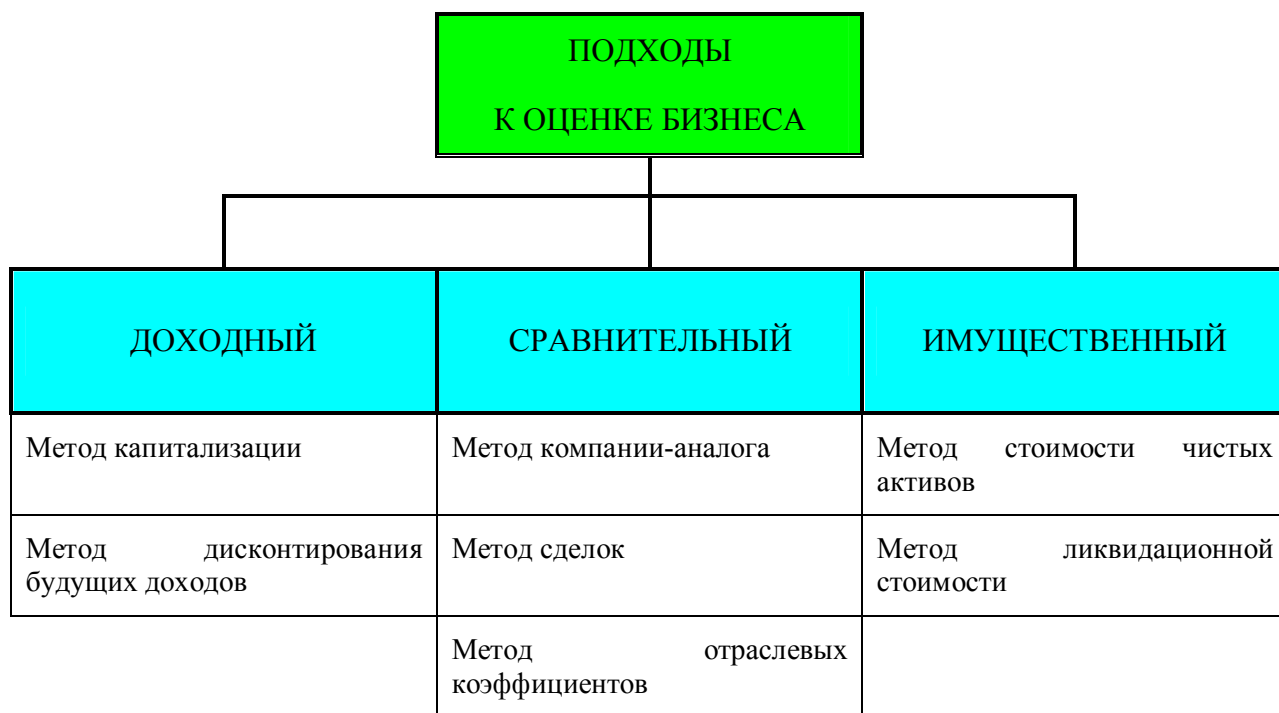 ПОДХОДЫ
К ОЦЕНКЕ БИЗНЕСА
ДОХОДНЫЙ
СРАВНИТЕЛЬНЫЙ
ИМУЩЕСТВЕННЫЙ
Метод капитализации
Метод компании-аналога
Метод стоимости чистых
активов
Метод дисконтирования
будущих доходов
Метод сделок
Метод ликвидационной
стоимости
Метод отраслевых
коэффициентов